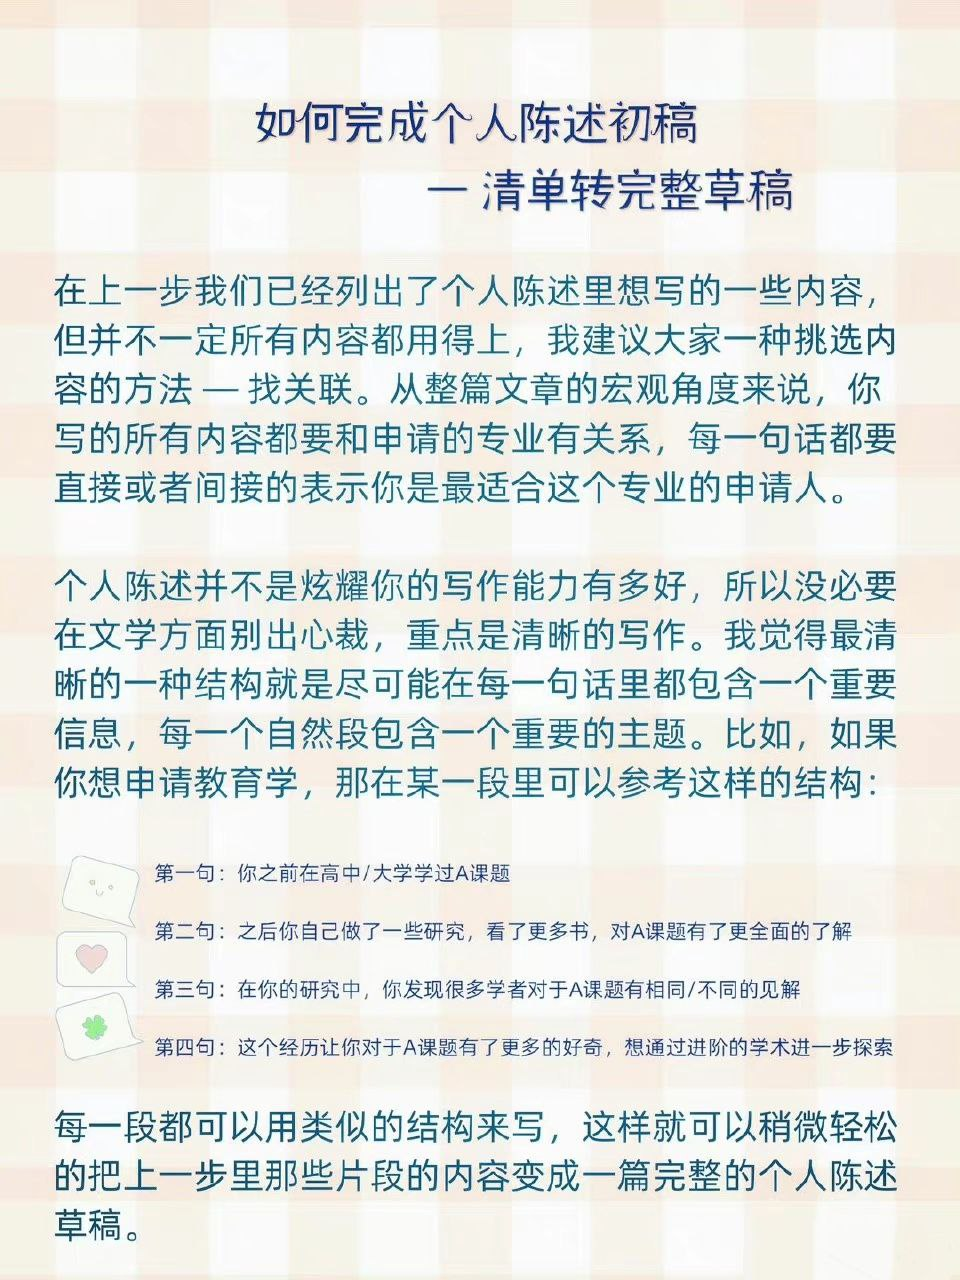 如何完成个人陈述初稿
— 清单转完整草稿
在上一步我们已经列出了个人陈述里想写的一些内容，
但并不一定所有内容都用得上，我建议大家一种挑选内
容的方法 — 找关联。从整篇文章的宏观角度来说，你
写的所有内容都要和申请的专业有关系，每一句话都要
直接或者间接的表示你是最适合这个专业的申请人。
个人陈述并不是炫耀你的写作能力有多好，所以没必要
在文学方面别出心裁，重点是清晰的写作。我觉得最清
晰的一种结构就是尽可能在每一句话里都包含一个重要
信息，每一个自然段包含一个重要的主题。比如，如果
你想申请教育学，那在某一段里可以参考这样的结构：
第一句：你之前在高中/大学学过A课题
第二句：之后你自己做了一些研究，看了更多书，对A课题有了更全面的了解
第三句：在你的研究中，你发现很多学者对于A课题有相同/不同的见解
第四句：这个经历让你对于A课题有了更多的好奇，想通过进阶的学术进一步探索
每一段都可以用类似的结构来写，这样就可以稍微轻松
的把上一步里那些片段的内容变成一篇完整的个人陈述
草稿。